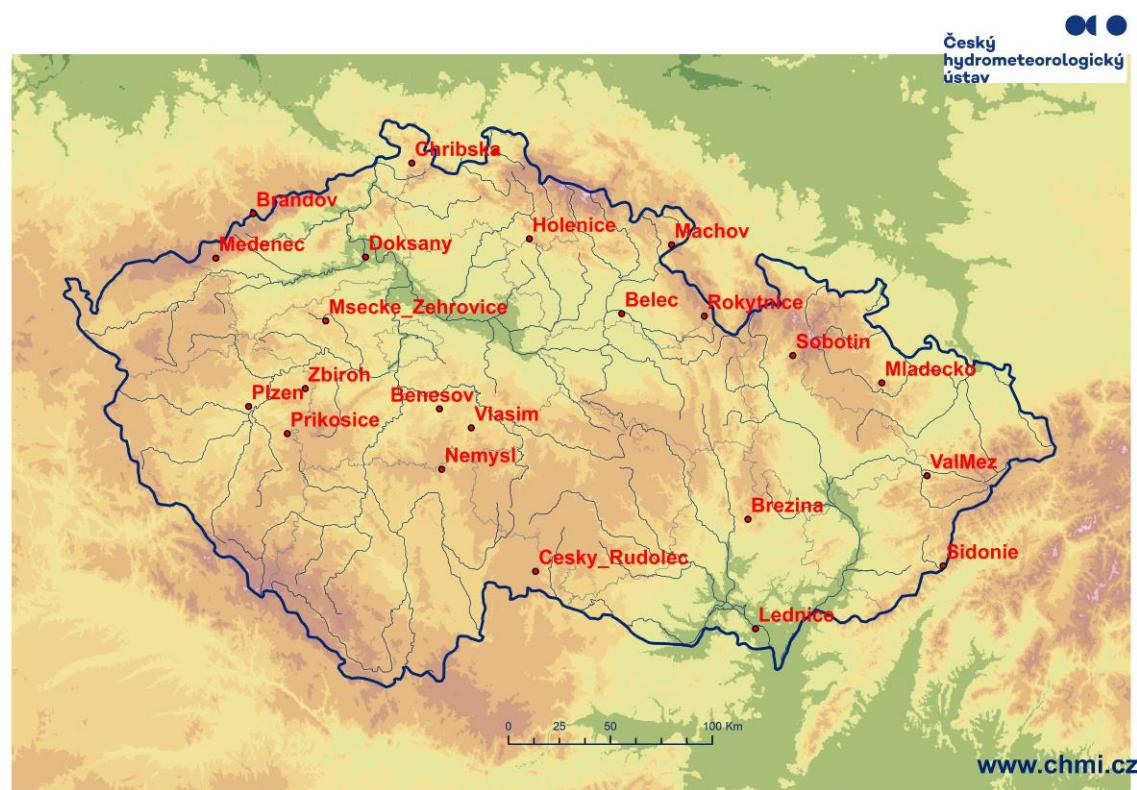 Český
hydrometeorologický
ústav
Chribska
Brandov
Holenice
Machov
Medenec
Doksany
Msecke_Zehrovice
Belec
Rokytnice
Sobotin
Mladecko
Zbiroh
Plzen
Benesov
Prikosice
Vlasim
Nemysl
ValMez
Brezina
Cesky_Rudolec
Sidonie
Lednice
0 25 50 100 Km
www.chmi.cz